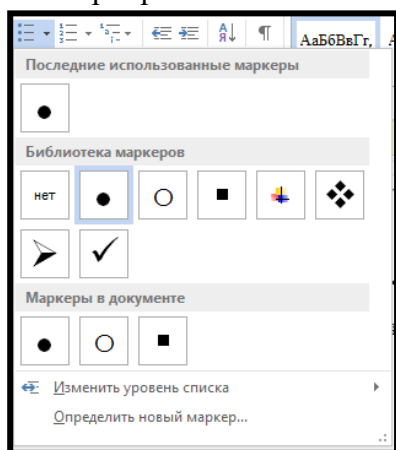 АаБбВвГг,
Последние использованные маркеры
Библиотека маркеров
нет
Маркеры в документе
Изменить уровень списка
Определить новый маркер...